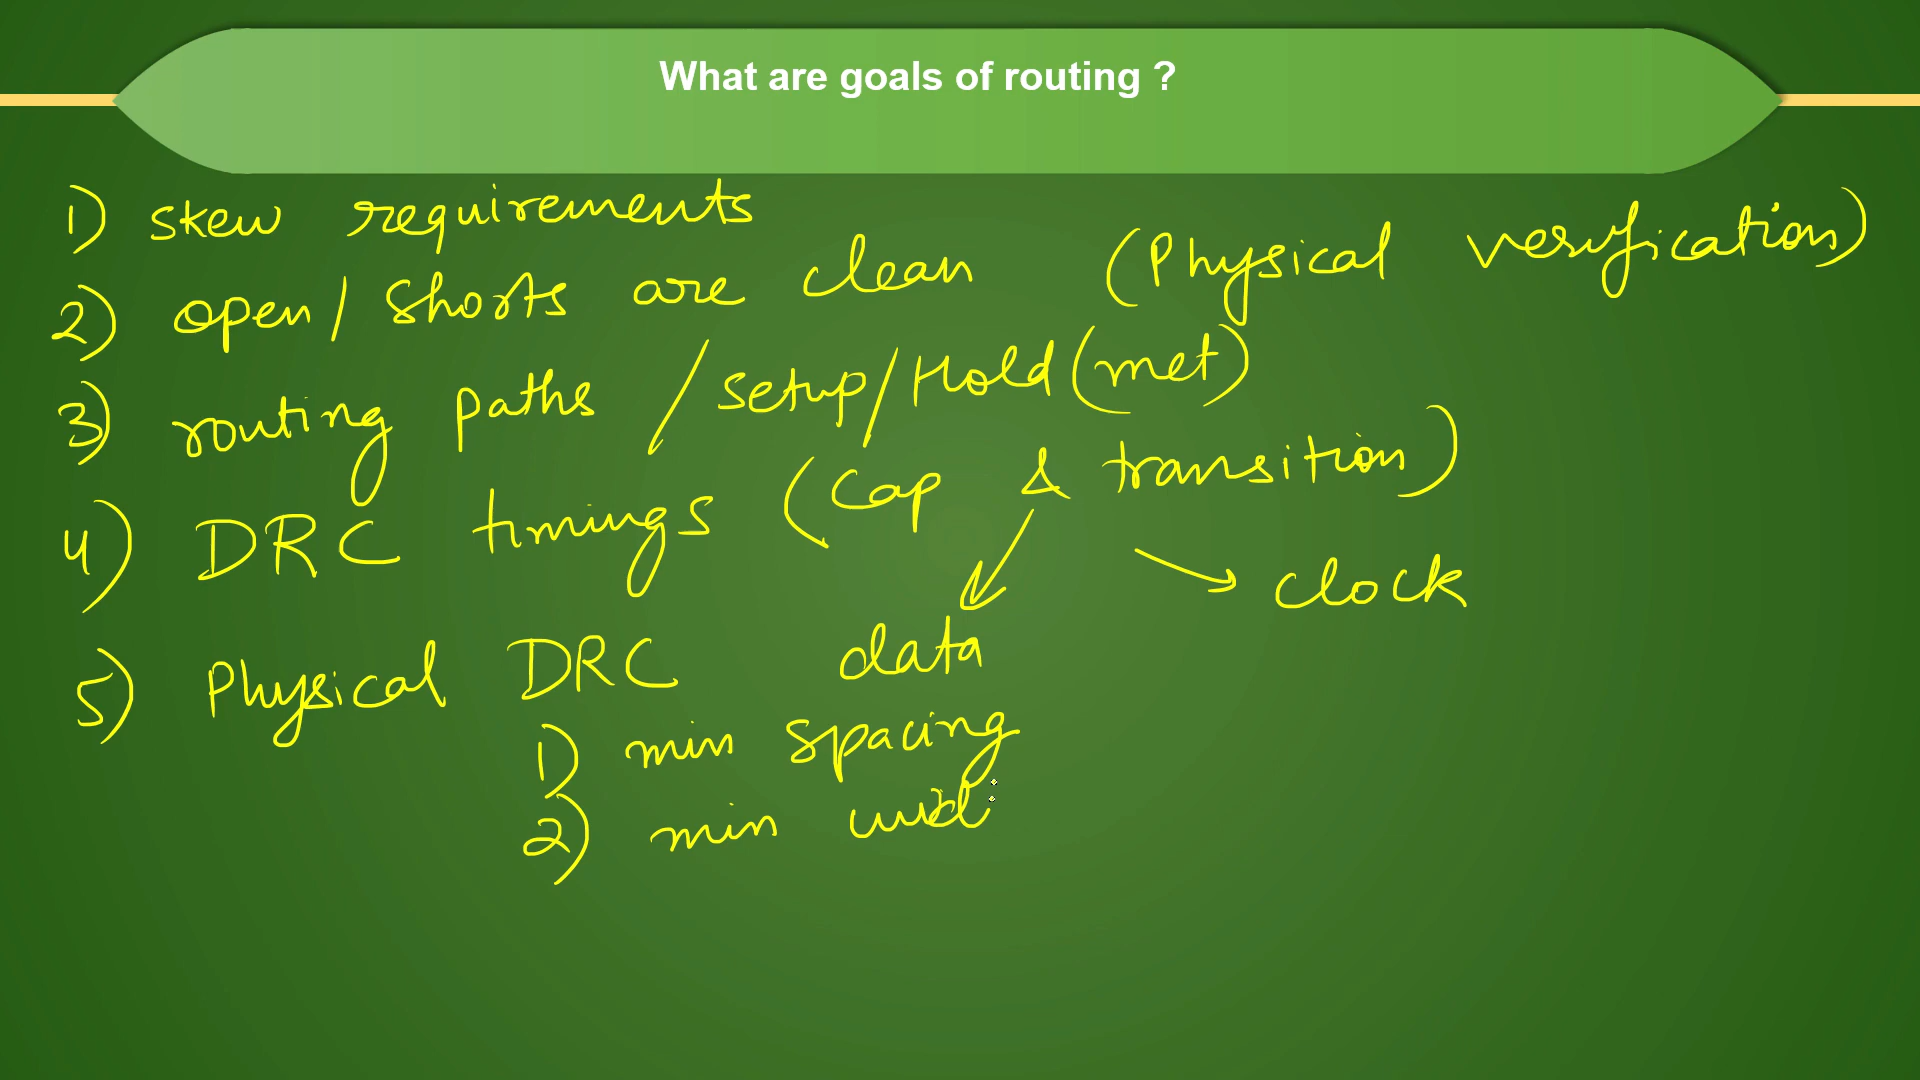 What are goals of routing ?
1) skew requirements
2) open/ shorts are clean (Physical verification)
3) routing paths / setup/Hold (met)
4) DRC timings (Cap & transition)
clock
data
5) Physical DRC
1) min spacing
2) min wid